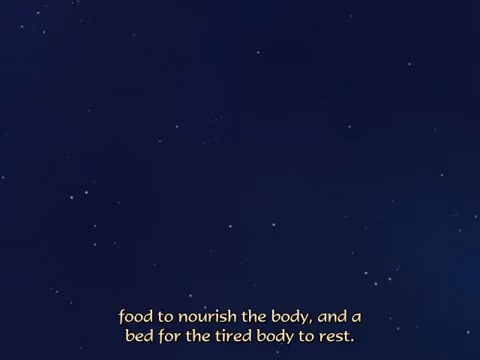 food to nourish the body, and a
bed for the tired body to rest.